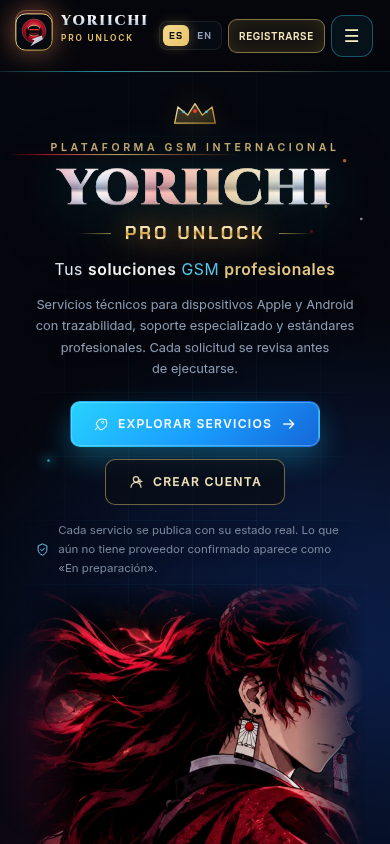 YORIICHI
PRO UNLOCK
ES EN
REGISTRARSE
PLATAFORMA GSM INTERNACIONAL
YORIICHI
PRO UNLOCK
Tus soluciones GSM profesionales
Servicios técnicos para dispositivos Apple y Android
con trazabilidad, soporte especializado y estándares
profesionales. Cada solicitud se revisa antes
de ejecutarse.
EXPLORAR SERVICIOS →
CREAR CUENTA
Cada servicio se publica con su estado real. Lo que
aún no tiene proveedor confirmado aparece como
«En preparación».